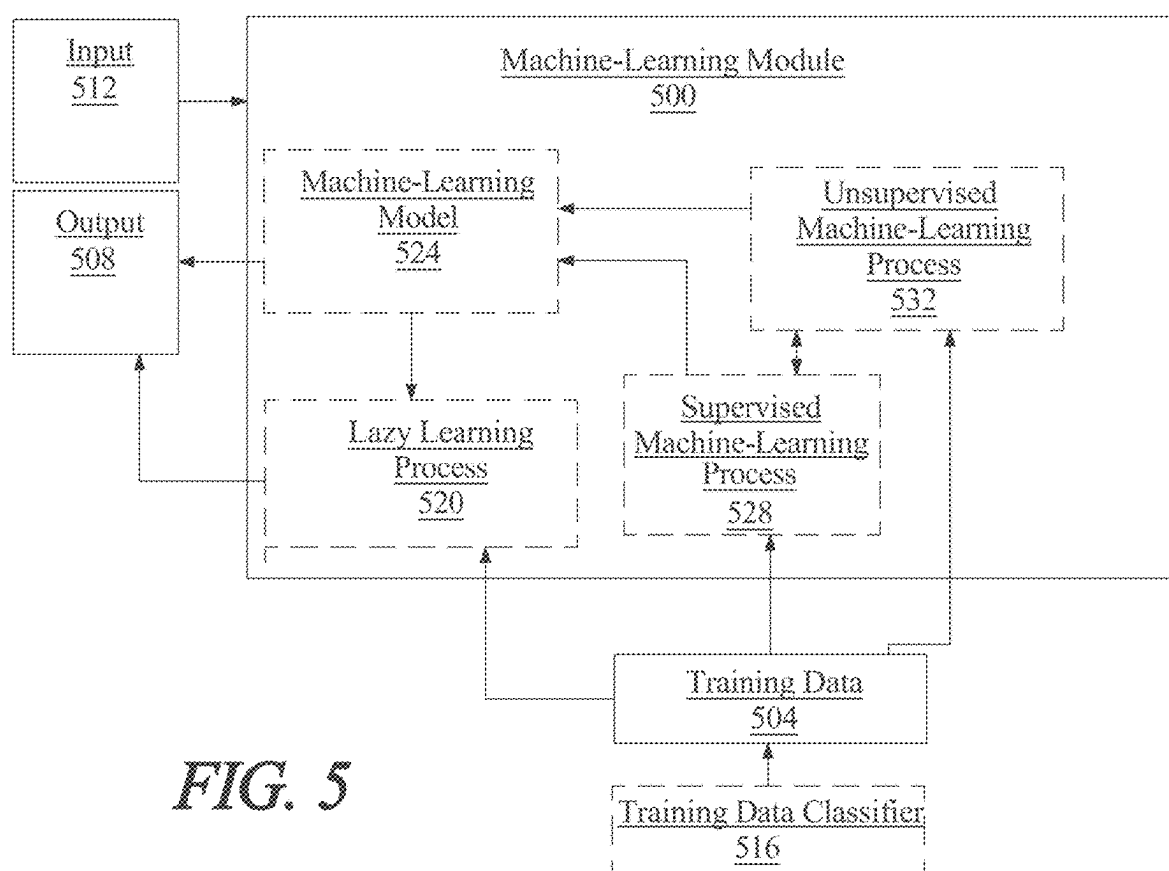 Input
512
Machine-Learning Module
500
Output
508
Machine-Learning
Model
524
Unsupervised
Machine-Learning
Process
532
Lazy Learning
Process
520
Supervised
Machine-Learning
Process
528
Training Data
504
Training Data Classifier
516
FIG. 5